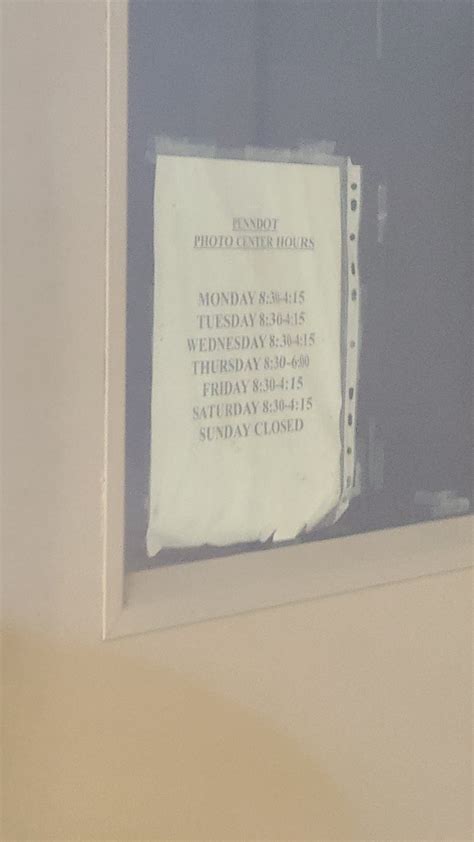 PENNDOT
PHOTO CENTER HOURS
MONDAY 8:30-4:15
TUESDAY 8:30-4:15
WEDNESDAY 8:30-4:15
THURSDAY 8:30-6:00
FRIDAY 8:30-4:15
SATURDAY 8:30-4:15
SUNDAY CLOSED